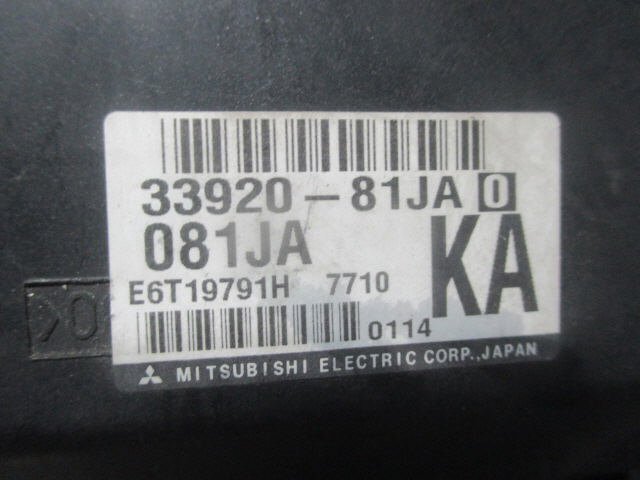 33920-81JA 0
081JA KA
E6T19791H 7710
0114
MITSUBISHI ELECTRIC CORP., JAPAN